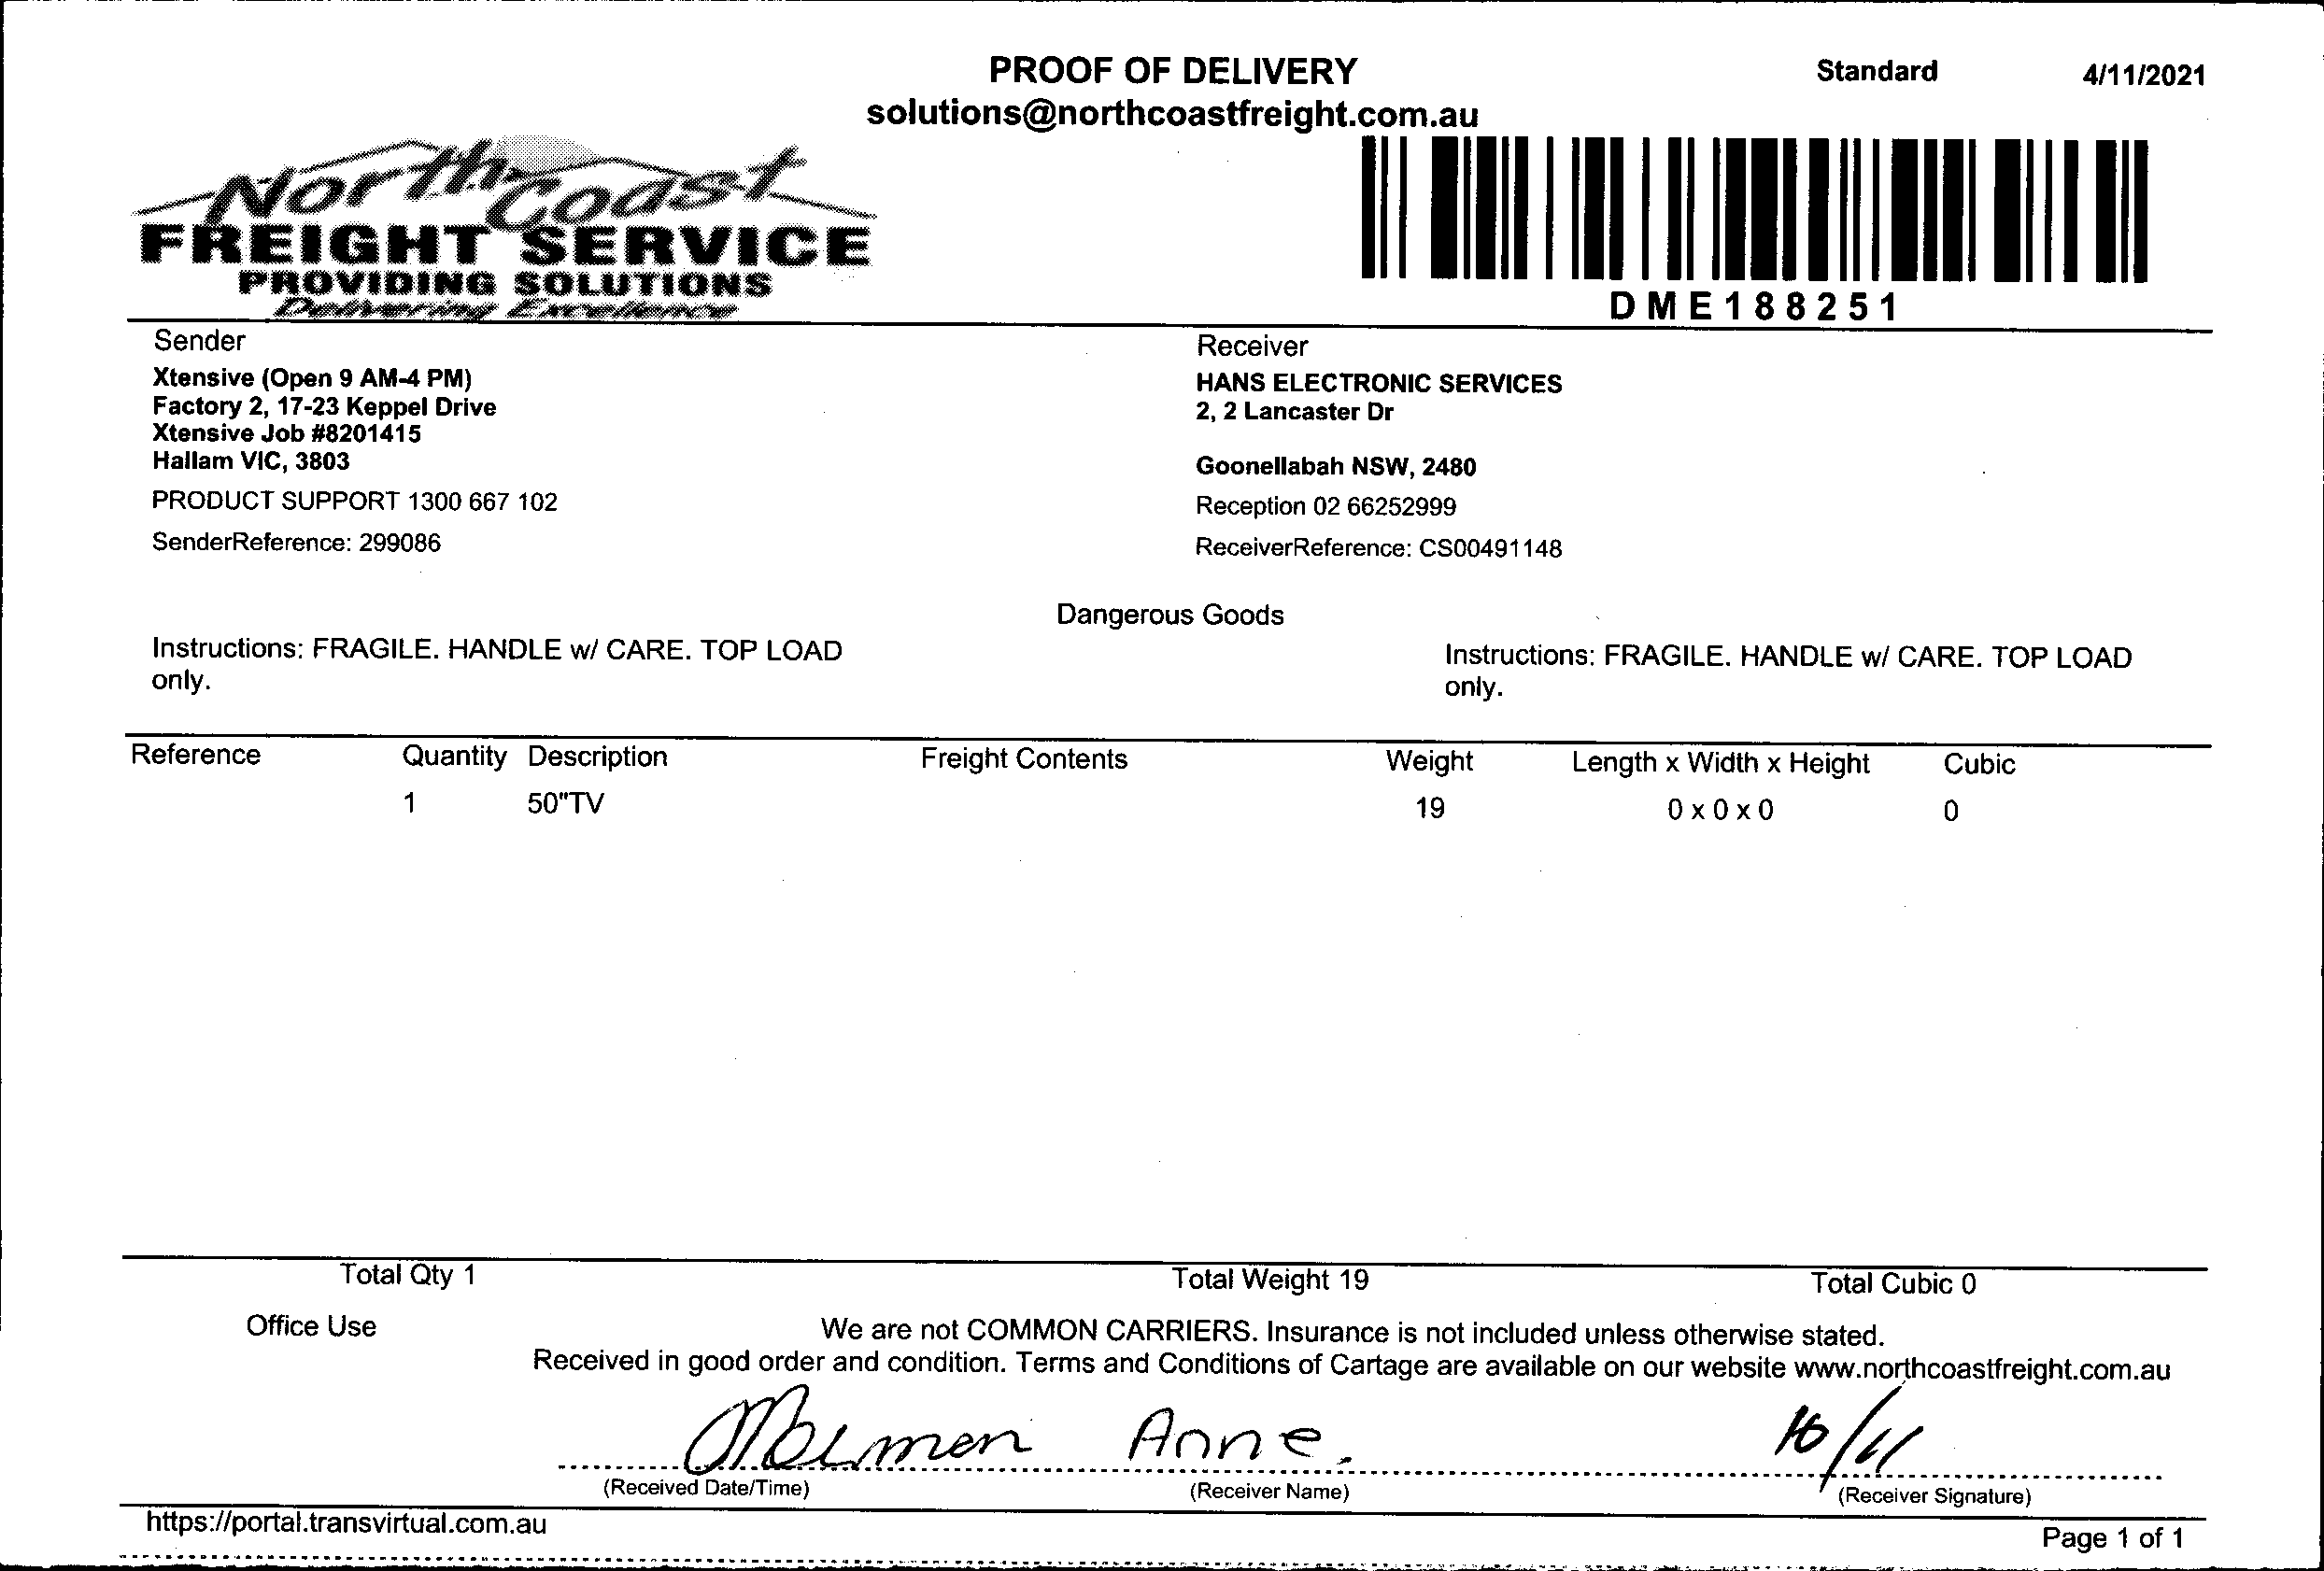 PROOF OF DELIVERY
Standard
4/11/2021
solutions@northcoastfreight.com.au
North Coast
FREIGHT SERVICE
PROVIDING SOLUTIONS
Delivering Excellence
DME188251
Sender
Xtensive (Open 9 AM-4 PM)
Factory 2, 17-23 Keppel Drive
Xtensive Job #8201415
Hallam VIC, 3803
PRODUCT SUPPORT 1300 667 102
SenderReference: 299086
Receiver
HANS ELECTRONIC SERVICES
2, 2 Lancaster Dr
Goonellabah NSW, 2480
Reception 02 66252999
ReceiverReference: CS00491148
Dangerous Goods
Instructions: FRAGILE. HANDLE w/ CARE. TOP LOAD
only.
Instructions: FRAGILE. HANDLE w/ CARE. TOP LOAD
only.
Reference Quantity Description Freight Contents Weight Length x Width x Height Cubic
1 50"TV 19 0 x 0 x 0 0
Total Qty 1 Total Weight 19 Total Cubic 0
Office Use
We are not COMMON CARRIERS. Insurance is not included unless otherwise stated.
Received in good order and condition. Terms and Conditions of Cartage are available on our website www.northcoastfreight.com.au
Anne. 10/11
(Received Date/Time) (Receiver Name) (Receiver Signature)
https://portal.transvirtual.com.au
Page 1 of 1